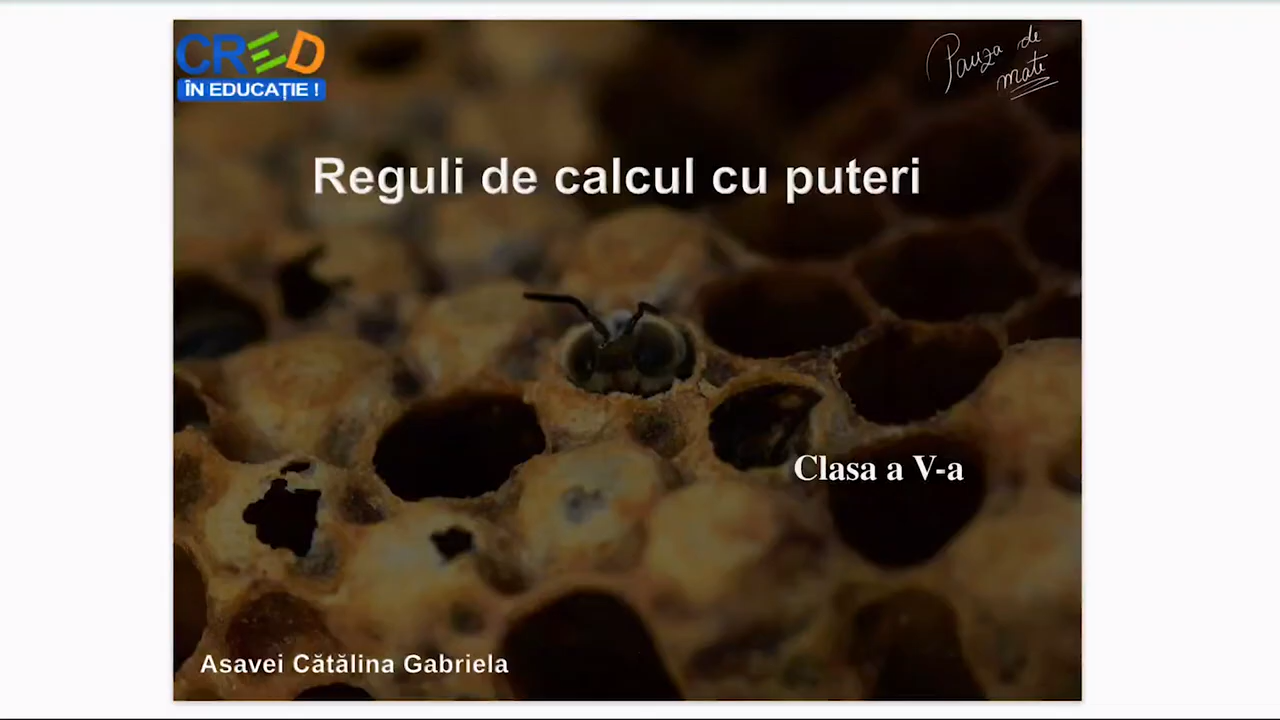 CRED
ÎN EDUCAȚIE !
Pauza de
mate
Reguli de calcul cu puteri
Clasa a V-a
Asavei Cătălina Gabriela